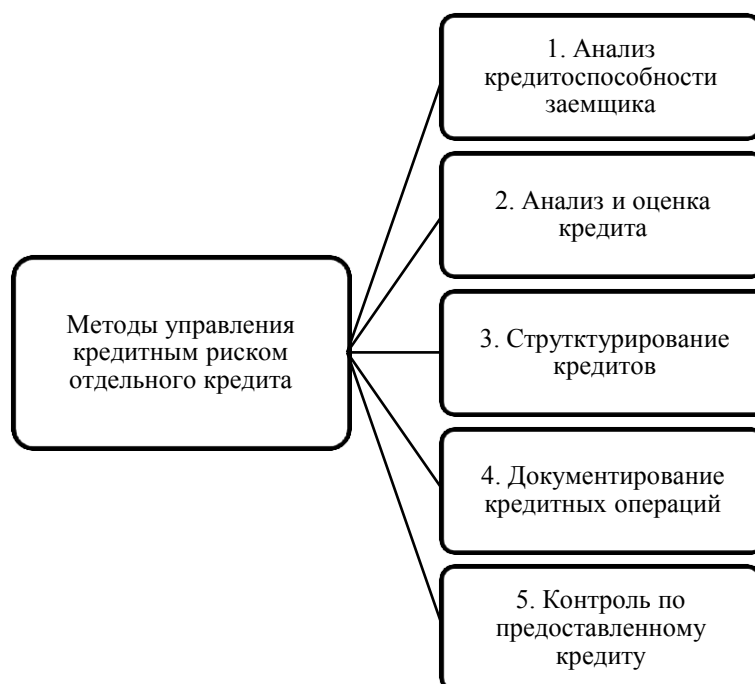 Методы управления
кредитным риском
отдельного кредита
1. Анализ
кредитоспособности
заемщика
2. Анализ и оценка
кредита
3. Струтктурирование
кредитов
4. Документирование
кредитных операций
5. Контроль по
предоставленному
кредиту